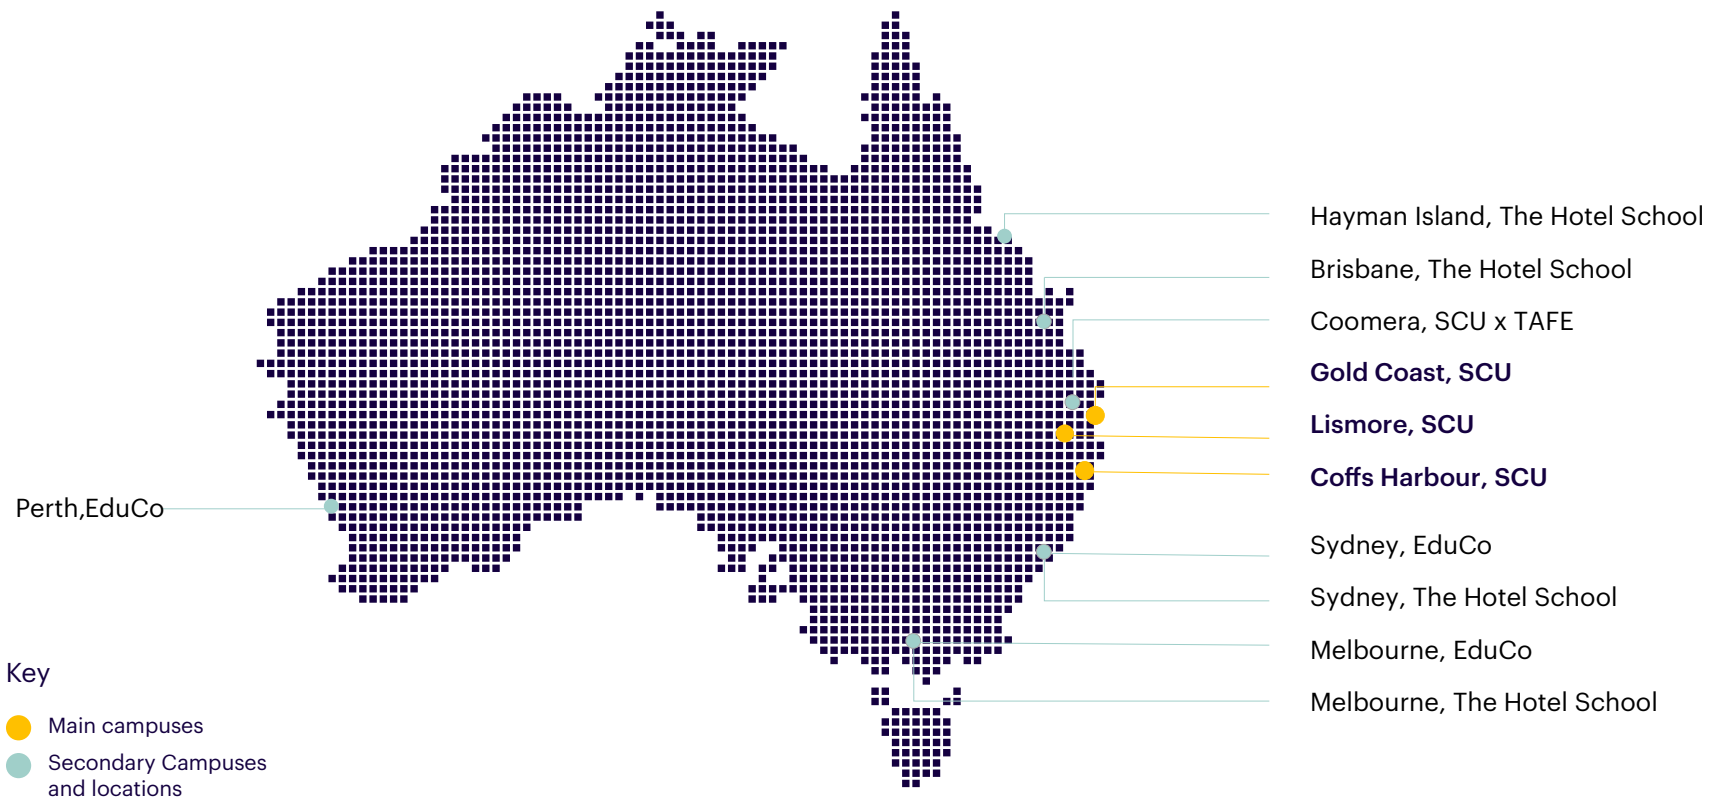 Hayman Island, The Hotel School
Brisbane, The Hotel School
Coomera, SCU x TAFE
Gold Coast, SCU
Lismore, SCU
Coffs Harbour, SCU
Perth,EduCo
Sydney, EduCo
Sydney, The Hotel School
Melbourne, EduCo
Melbourne, The Hotel School
Key
Main campuses
Secondary Campuses
and locations